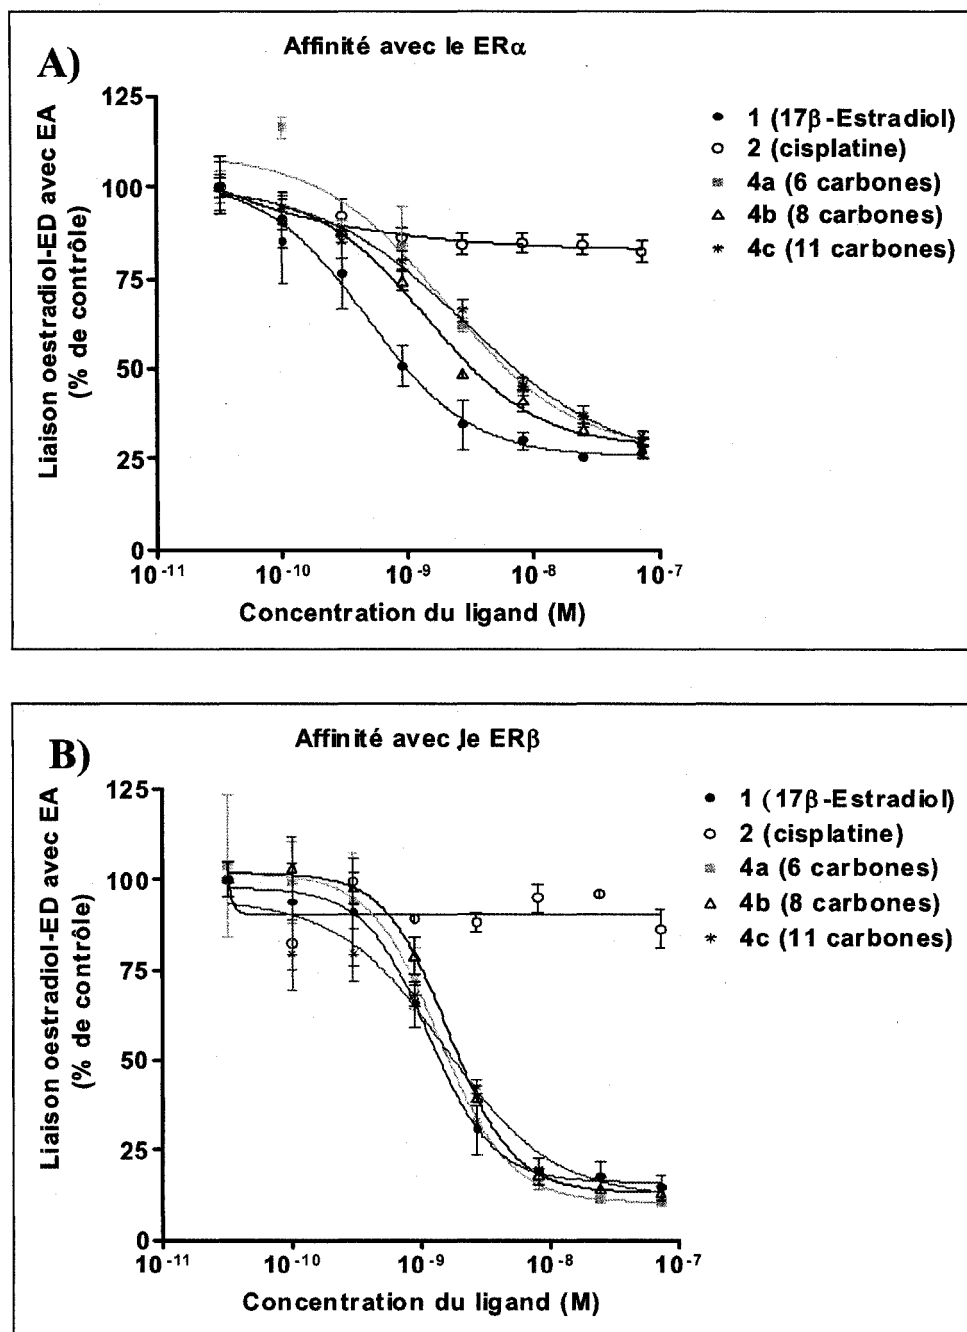 A)
Affinité avec le ERα
Liaison oestradiol-ED avec EA
(% de contrôle)
125
100
75
50
25
0
10-11
10-10
10-9
10-8
10-7
Concentration du ligand (M)
1 (17β-Estradiol)
2 (cisplatine)
4a (6 carbones)
4b (8 carbones)
4c (11 carbones)
B)
Affinité avec le ERβ
Liaison oestradiol-ED avec EA
(% de contrôle)
125
100
75
50
25
0
10-11
10-10
10-9
10-8
10-7
Concentration du ligand (M)
1 (17β-Estradiol)
2 (cisplatine)
4a (6 carbones)
4b (8 carbones)
4c (11 carbones)